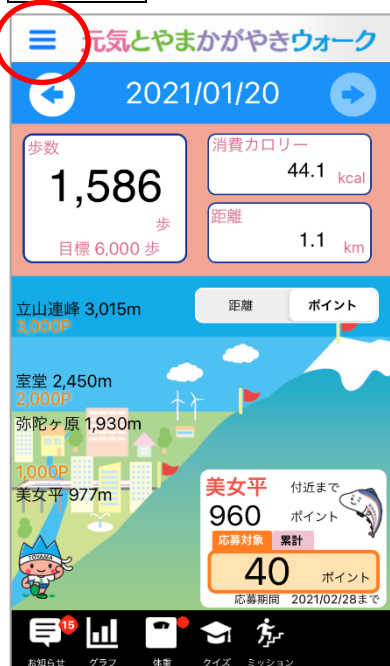 元気とやまかがやきウォーク
2021/01/20
歩数
1,586
歩
目標 6,000 歩
消費カロリー
44.1 kcal
距離
1.1 km
距離 ポイント
立山連峰 3,015m
3,000P
室堂 2,450m
2,000P
弥陀ヶ原 1,930m
1,000P
美女平 977m
美女平 付近まで
960 ポイント
応募対象 累計
40 ポイント
応募期間 2021/02/28まで
TOYAMA
15
お知らせ グラフ 体重 クイズ ミッション